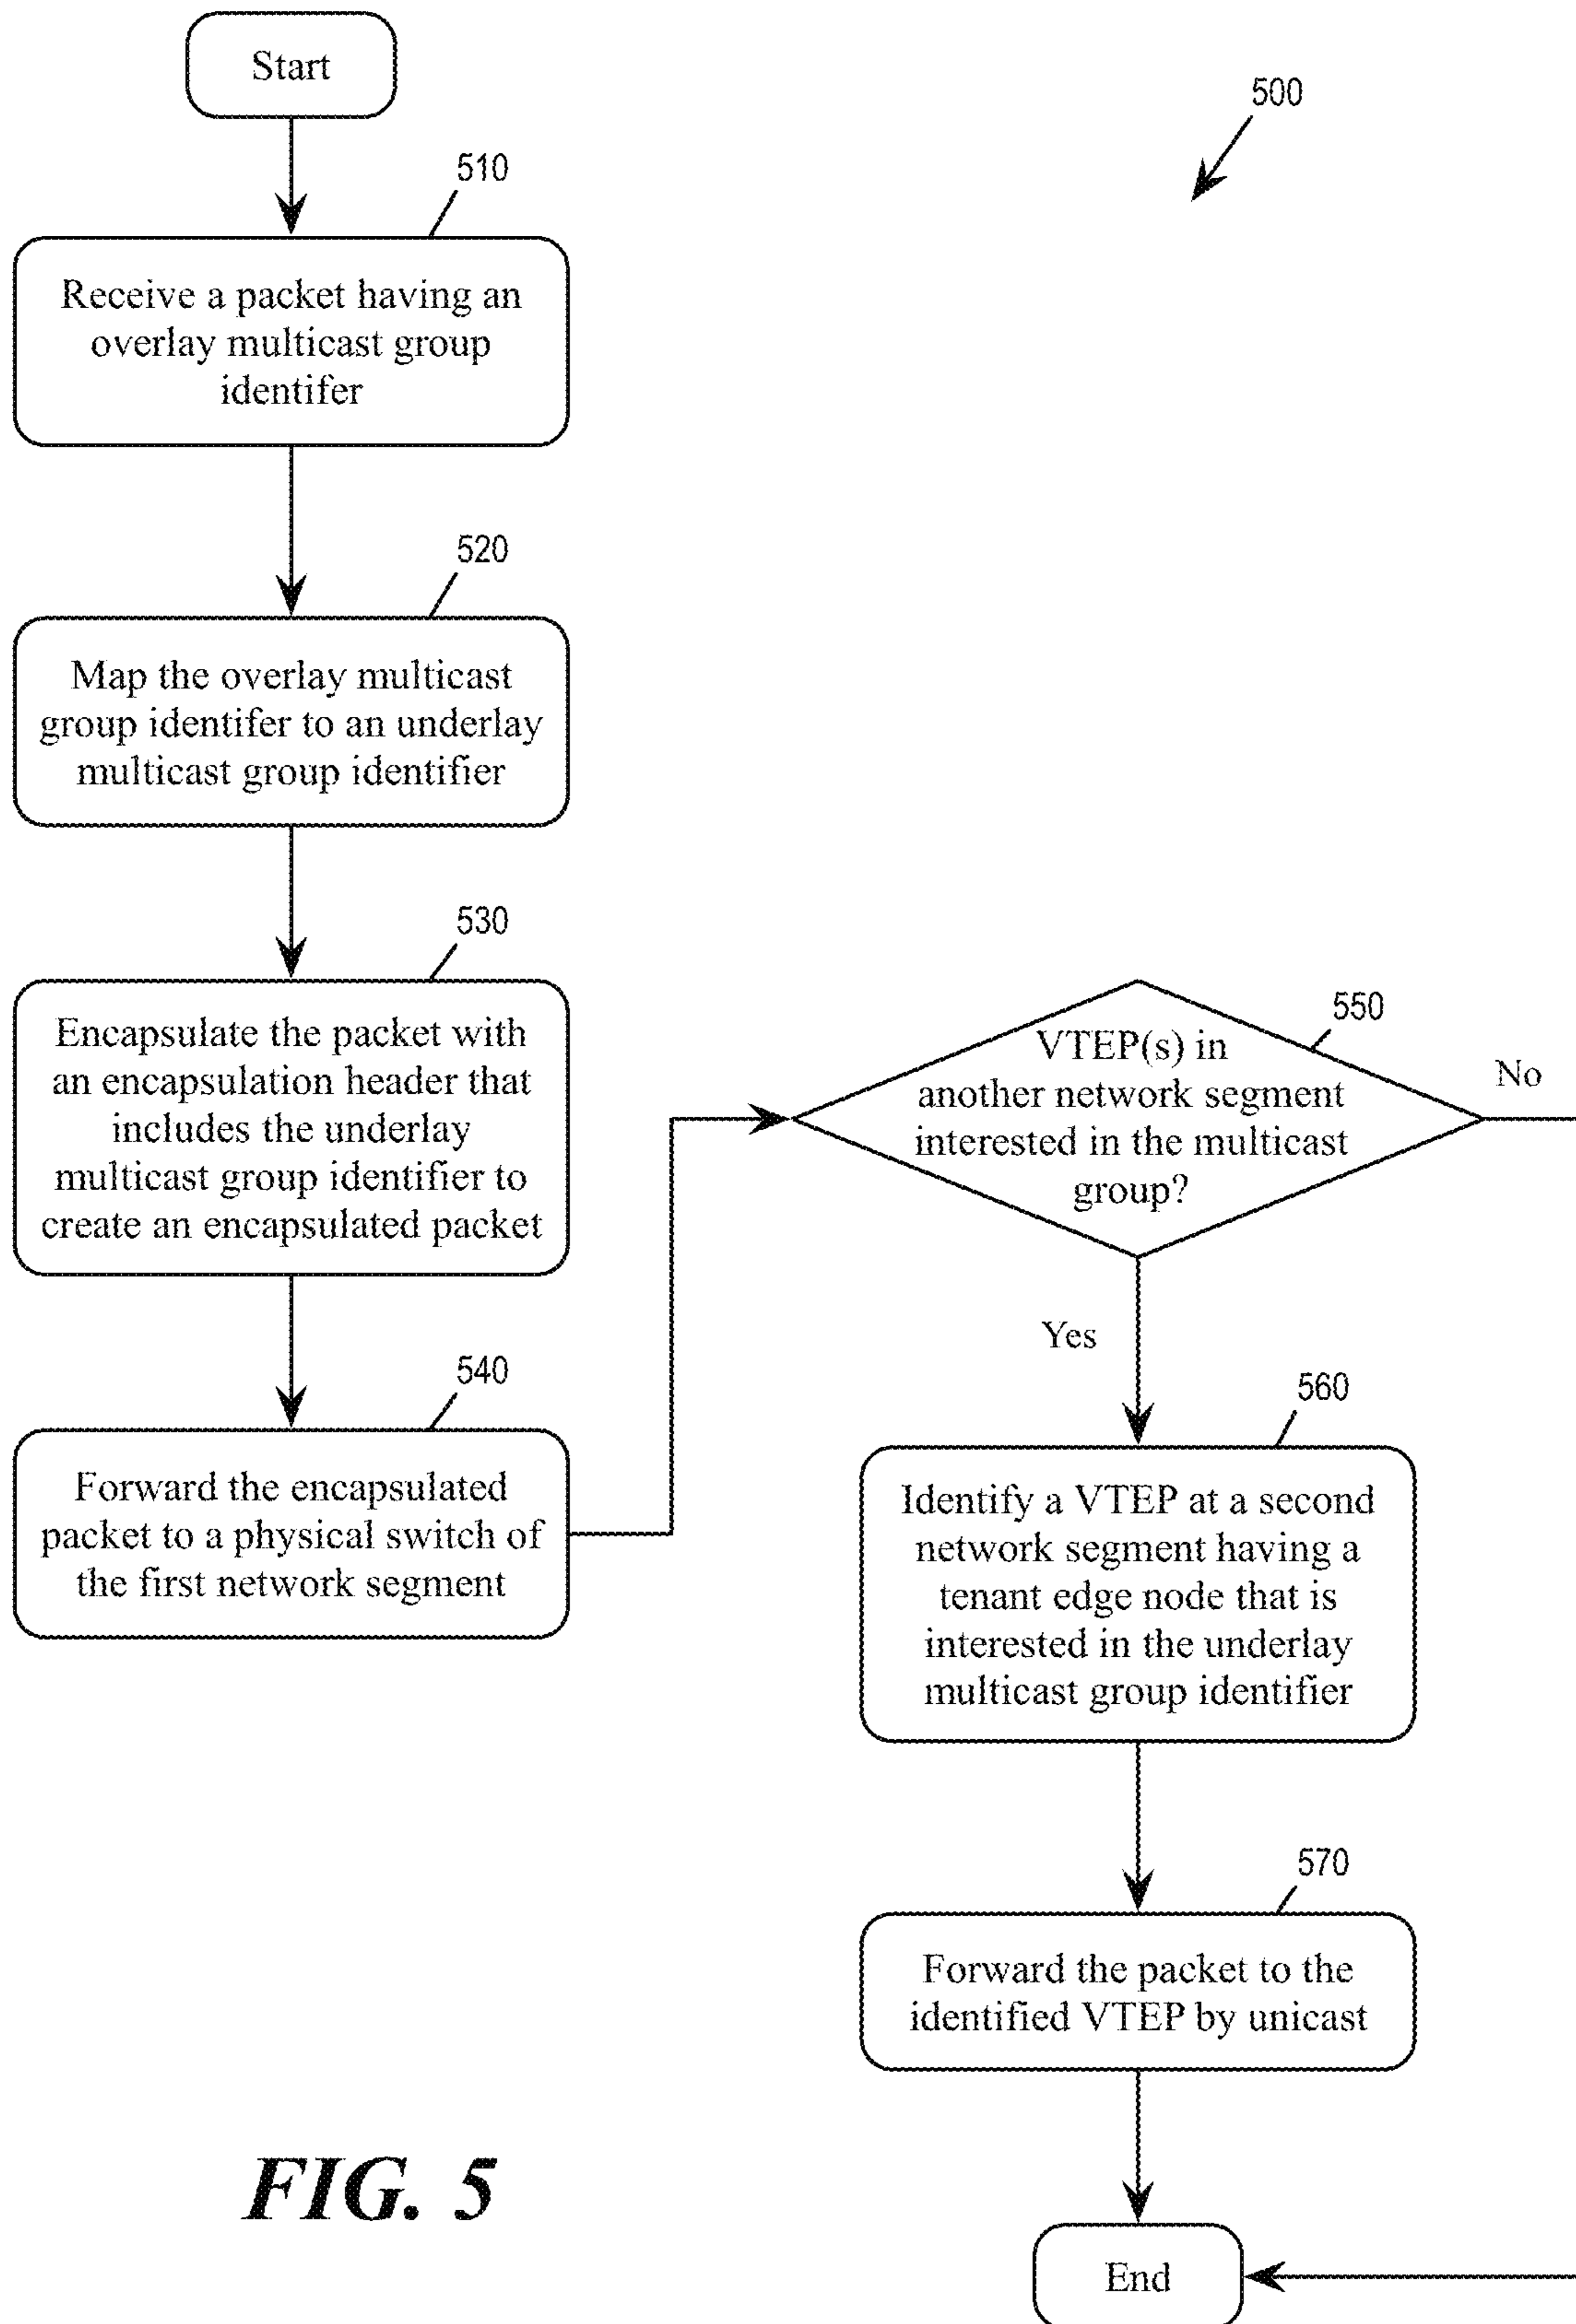 Start
500
510
Receive a packet having an
overlay multicast group
identifer
520
Map the overlay multicast
group identifer to an underlay
multicast group identifier
530
Encapsulate the packet with
an encapsulation header that
includes the underlay
multicast group identifier to
create an encapsulated packet
540
Forward the encapsulated
packet to a physical switch of
the first network segment
550
VTEP(s) in
another network segment
interested in the multicast
group?
No
Yes
560
Identify a VTEP at a second
network segment having a
tenant edge node that is
interested in the underlay
multicast group identifier
570
Forward the packet to the
identified VTEP by unicast
End
FIG. 5